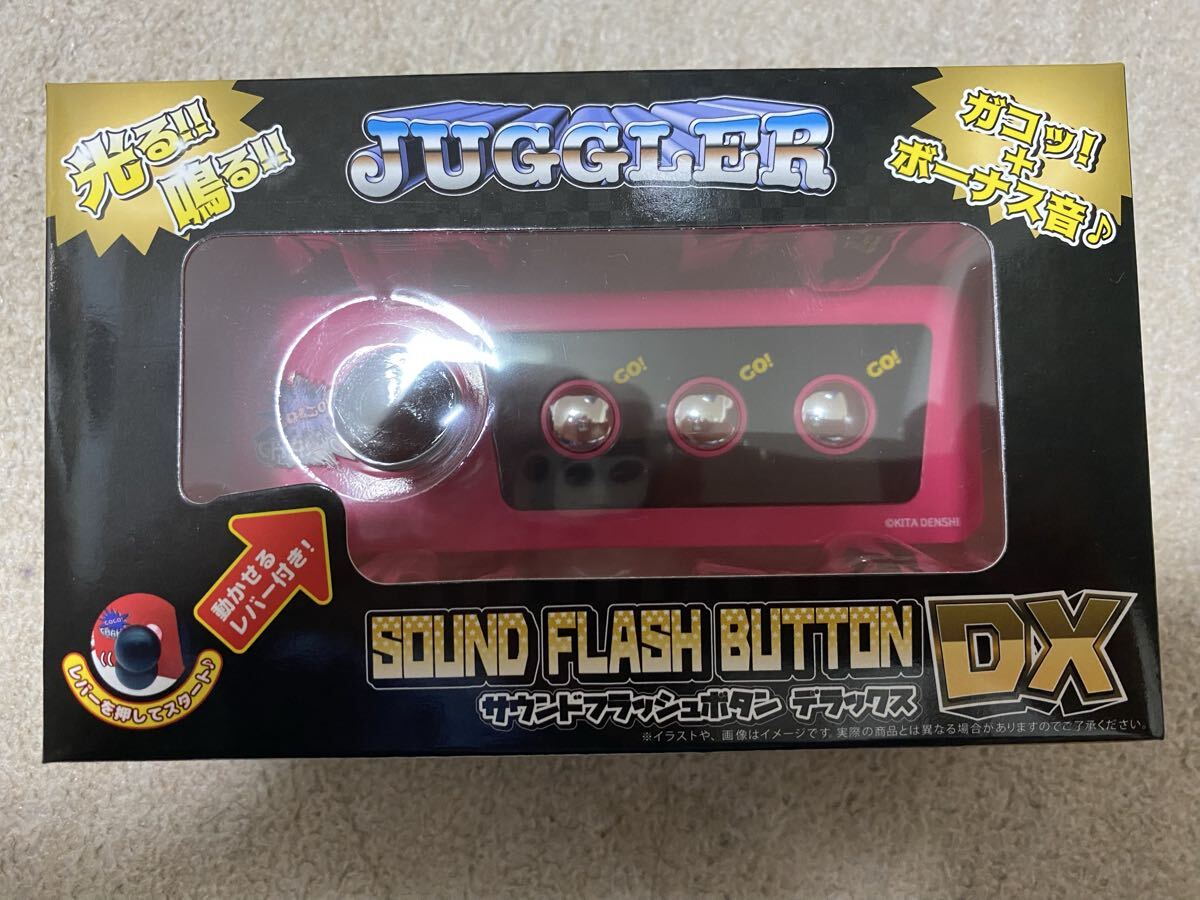 光る!!
鳴る!!
JUGGLER
ガコッ!
+
ボーナス音♪
GO!
GO!
GO!
©KITA DENSHI
動かせる
レバー付き!
レバーを押してスタート♪
SOUND FLASH BUTTON DX
サウンドフラッシュボタン デラックス
※イラストや、画像はイメージです。実際の商品とは異なる場合がありますのでご了承ください。